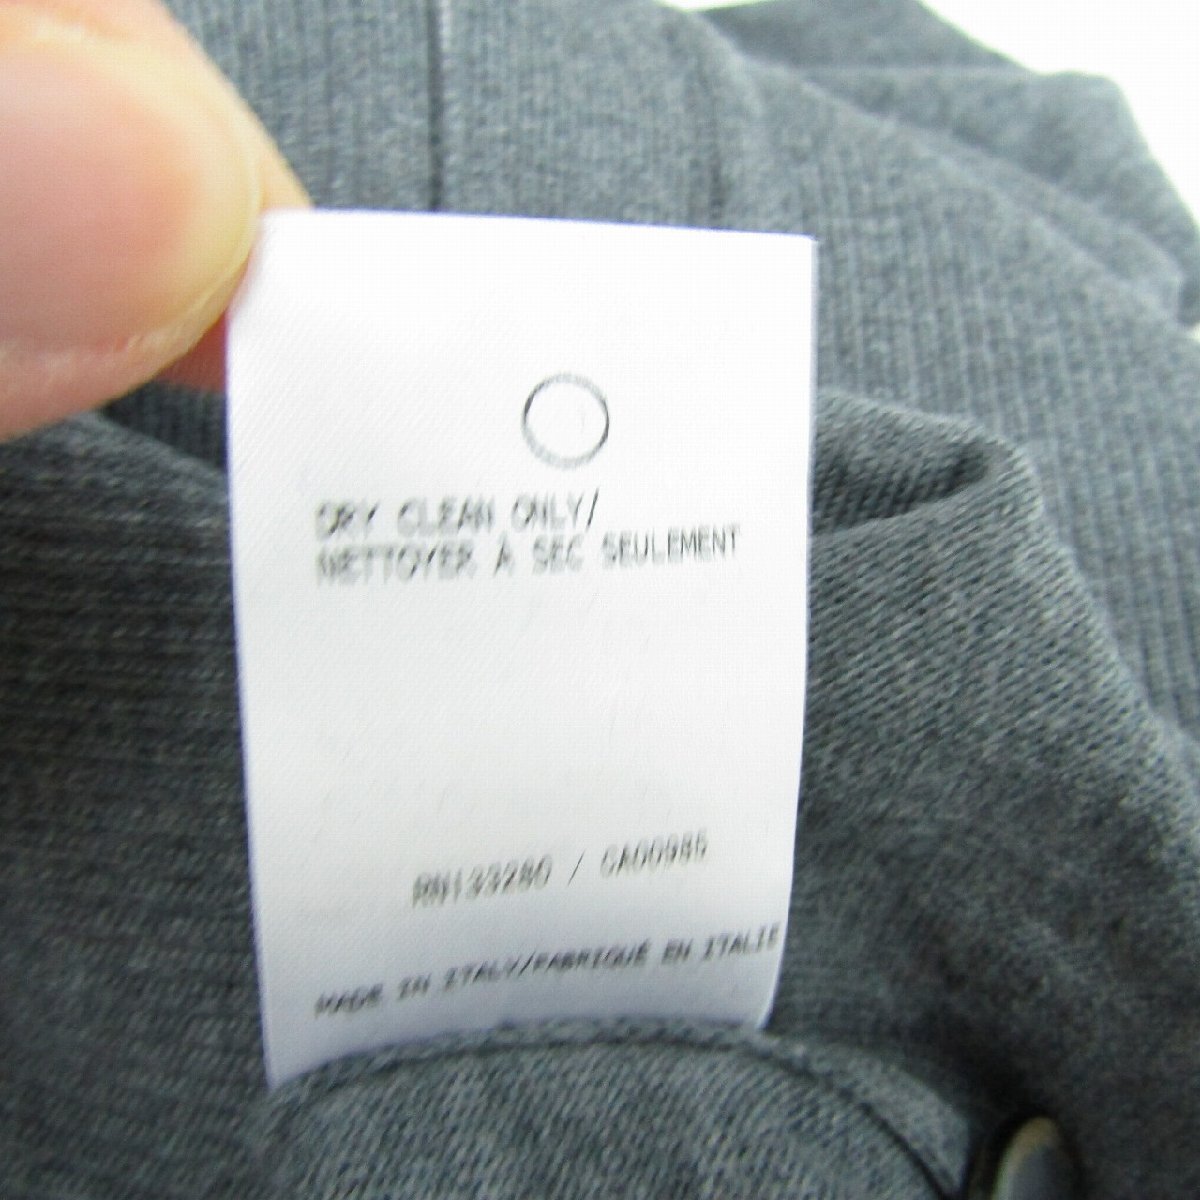 DRY CLEAN ONLY/
NETTOYER A SEC SEULEMENT
RN133280 / CA00985
MADE IN ITALY/FABRIQUÉ EN ITALIE